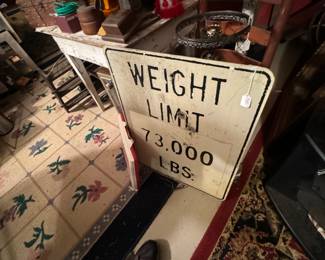 WEIGHT
LIMIT
73,000
LBS.